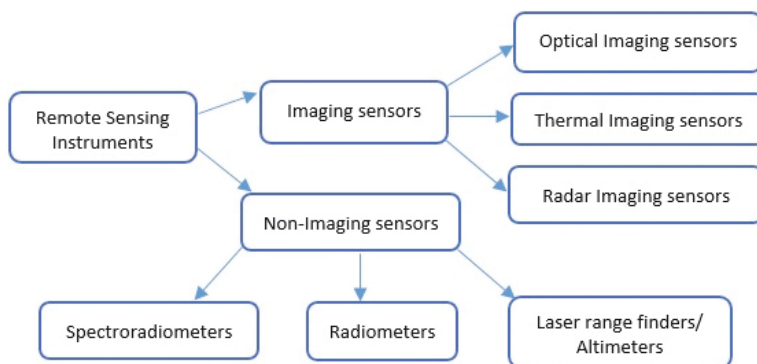 Optical Imaging sensors
Remote Sensing
Instruments
Imaging sensors
Thermal Imaging sensors
Radar Imaging sensors
Non-Imaging sensors
Spectroradiometers
Radiometers
Laser range finders/
Altimeters